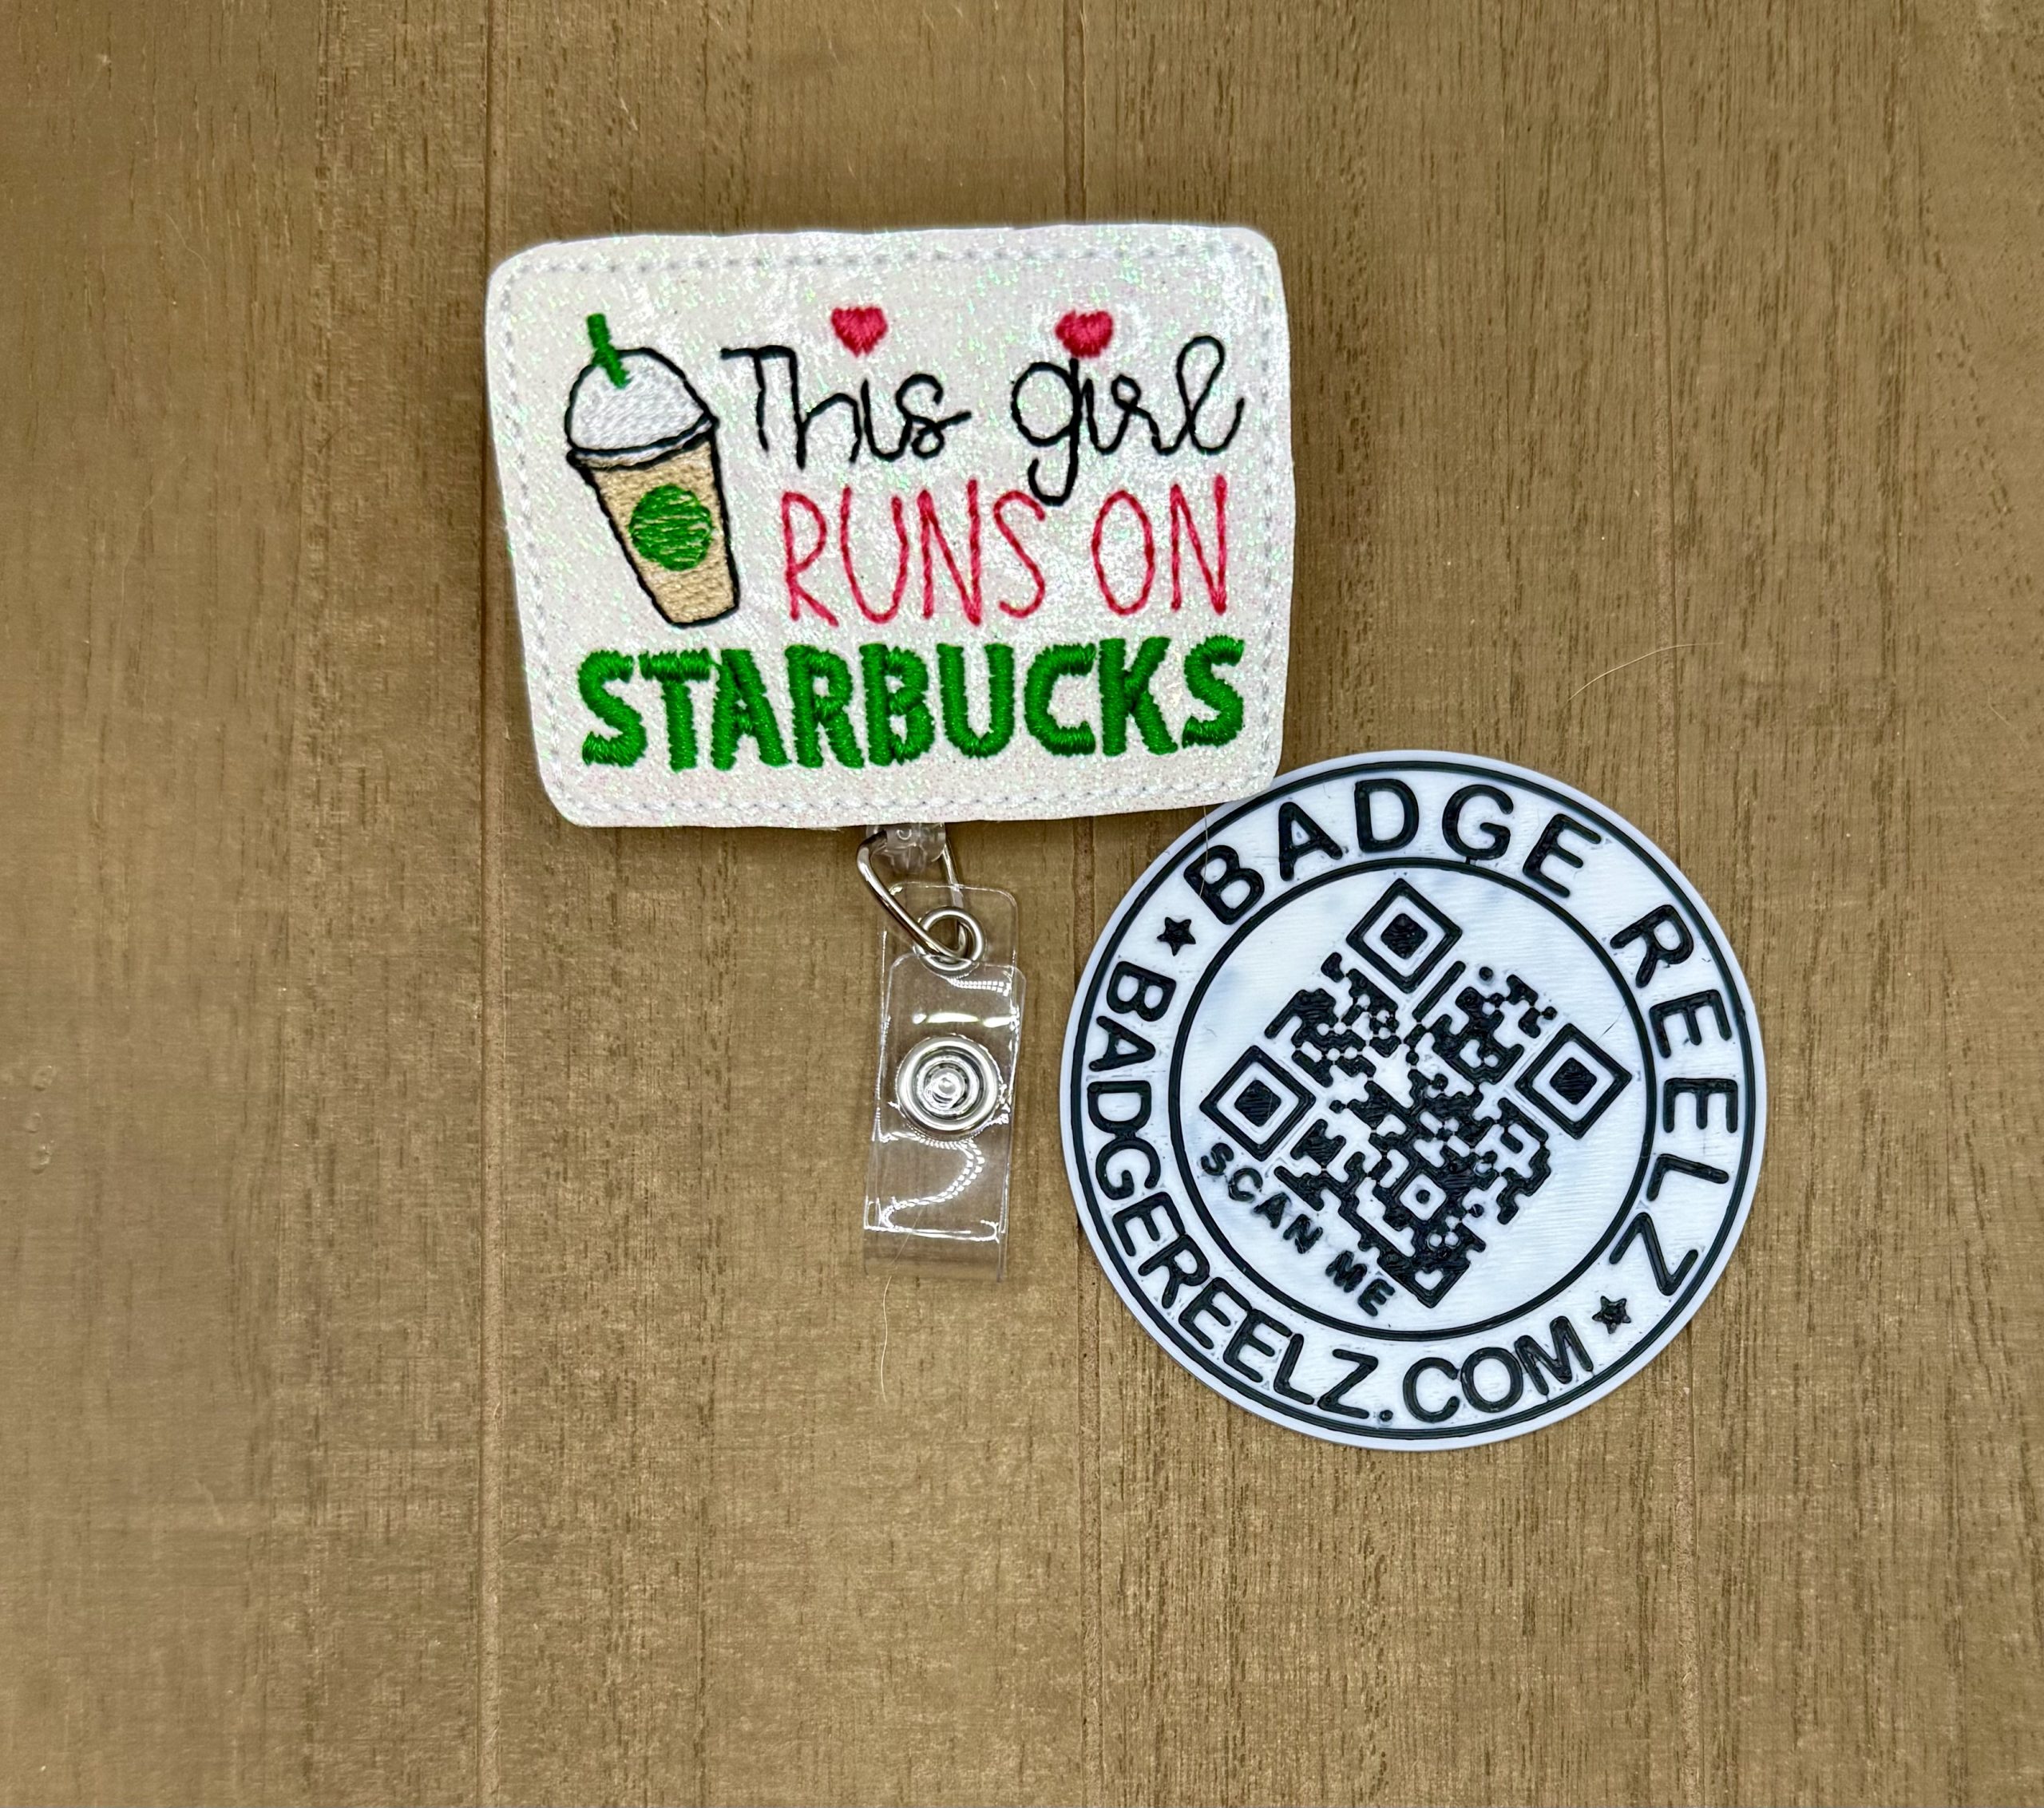 This girl
RUNS ON
STARBUCKS
BADGE REELZ
SCAN ME
BADGEREELZ.COM